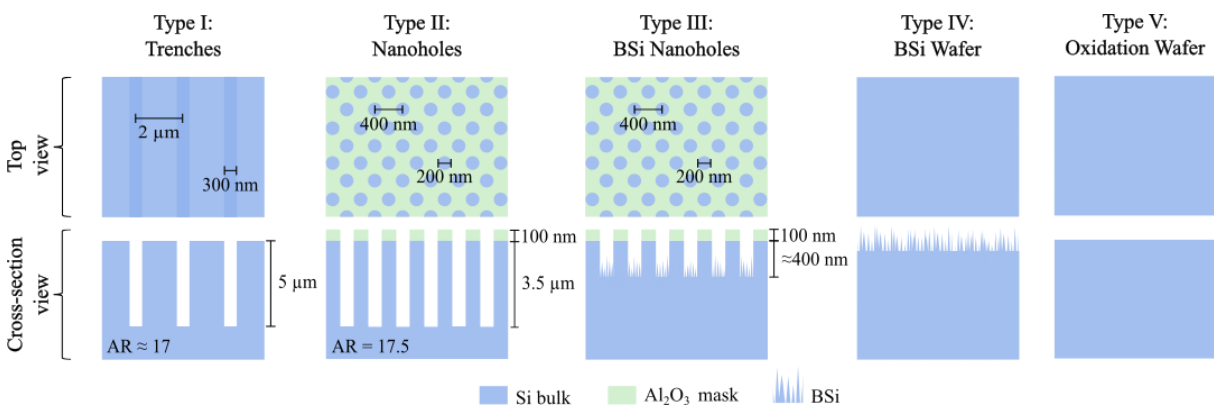 Type I:
Trenches
Type II:
Nanoholes
Type III:
BSi Nanoholes
Type IV:
BSi Wafer
Type V:
Oxidation Wafer
Top
view
2 µm
300 nm
400 nm
200 nm
400 nm
200 nm
Cross-section
view
5 µm
AR ≈ 17
100 nm
3.5 µm
AR = 17.5
100 nm
≈400 nm
Si bulk
Al₂O₃ mask
BSi